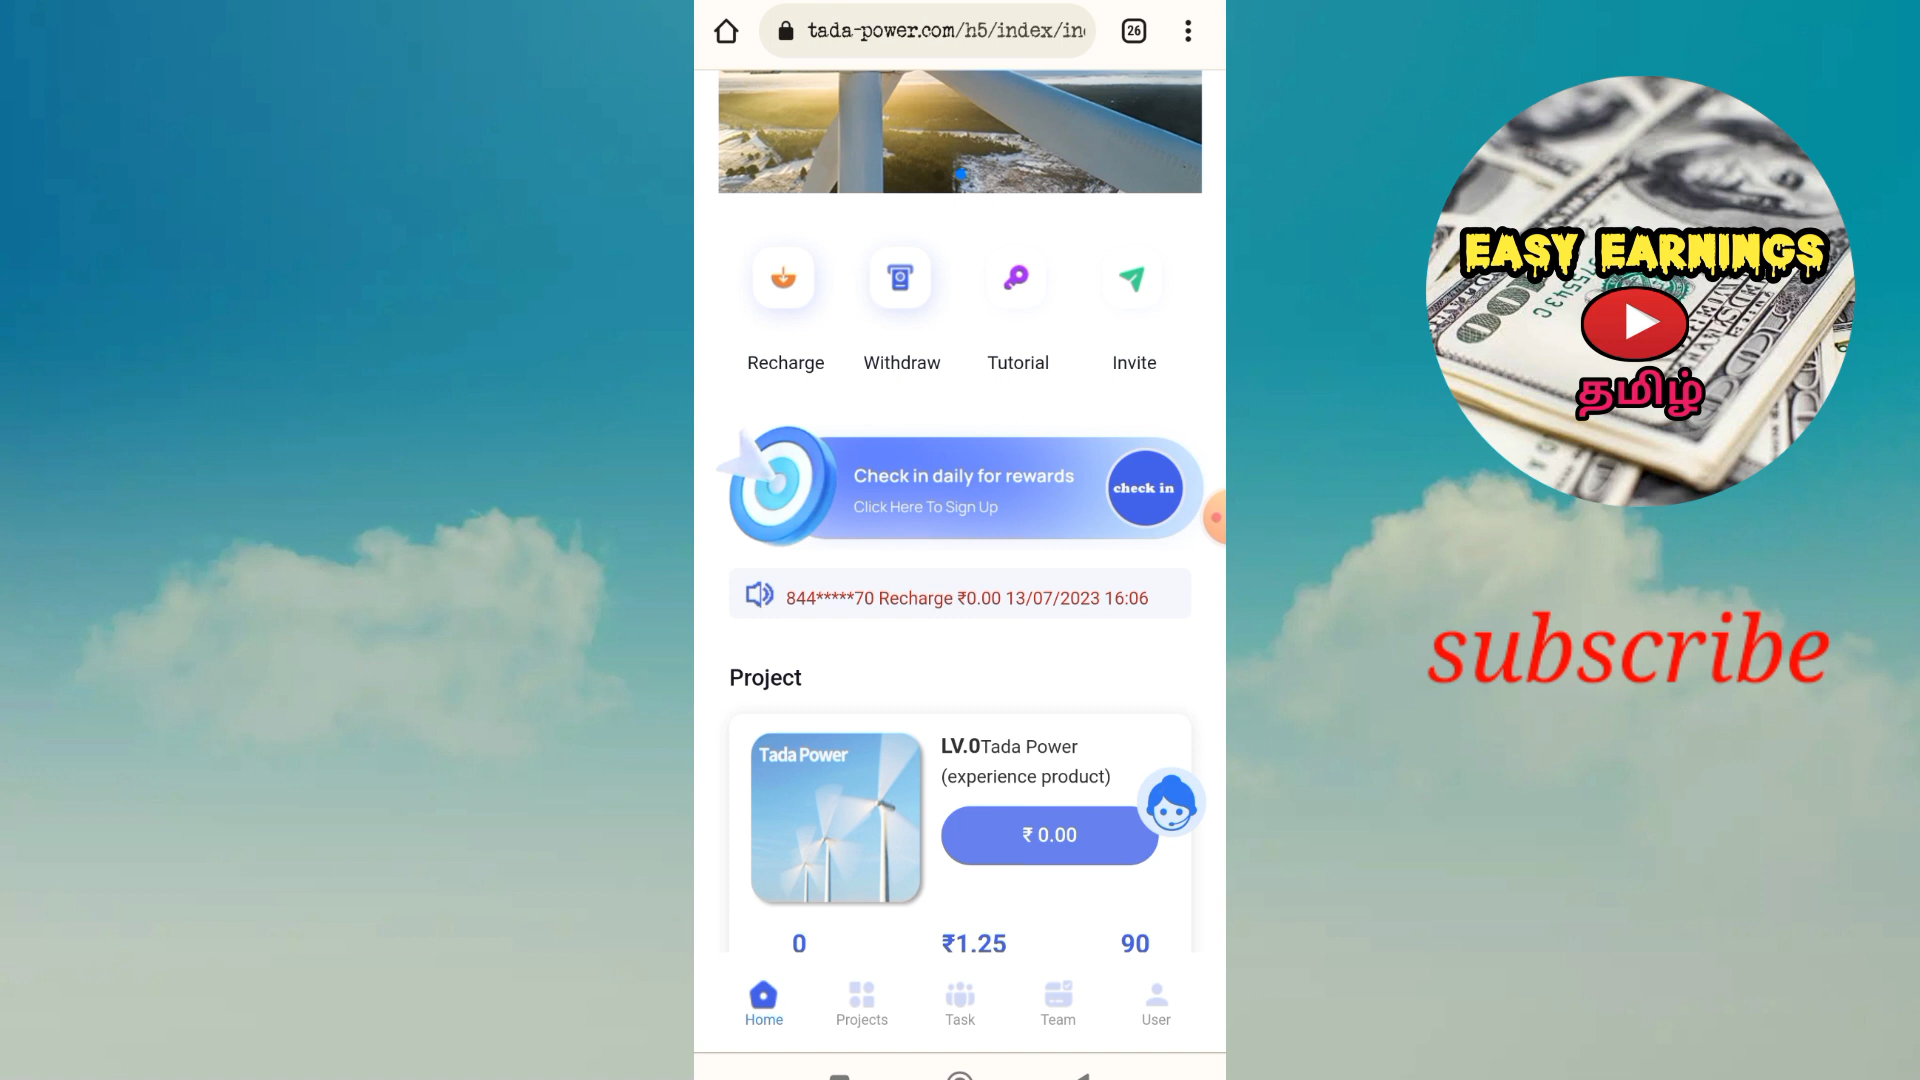 tada-power.com/h5/index/in
26
Recharge
Withdraw
Tutorial
Invite
Check in daily for rewards
Click Here To Sign Up
check in
844*****70 Recharge ₹0.00 13/07/2023 16:06
Project
Tada Power
LV.0Tada Power
(experience product)
₹ 0.00
0
₹1.25
90
Home
Projects
Task
Team
User
EASY EARNINGS
தமிழ்
subscribe